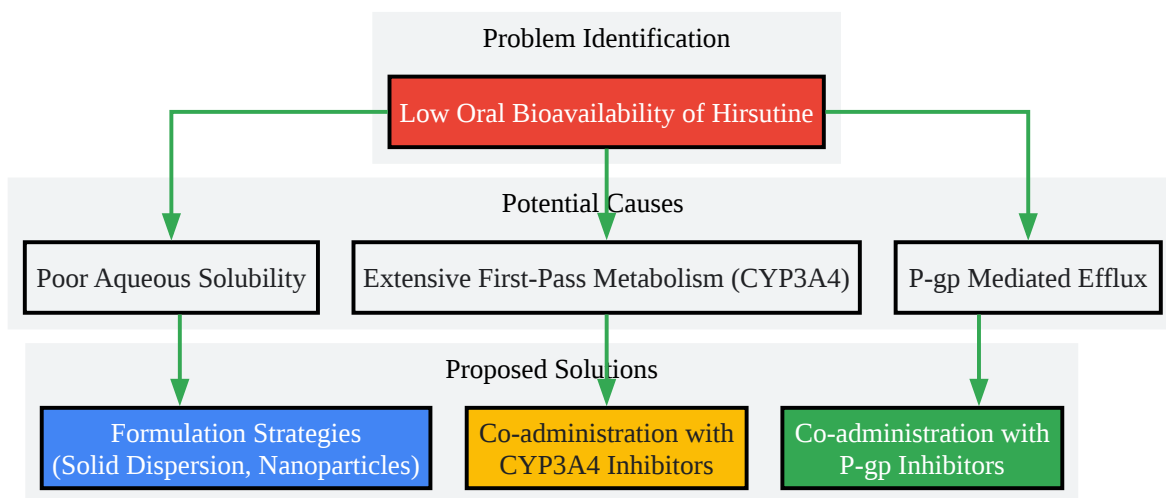 Problem Identification
Low Oral Bioavailability of Hirsutine
Potential Causes
Poor Aqueous Solubility
Extensive First-Pass Metabolism (CYP3A4)
P-gp Mediated Efflux
Proposed Solutions
Formulation Strategies
(Solid Dispersion, Nanoparticles)
Co-administration with
CYP3A4 Inhibitors
Co-administration with
P-gp Inhibitors